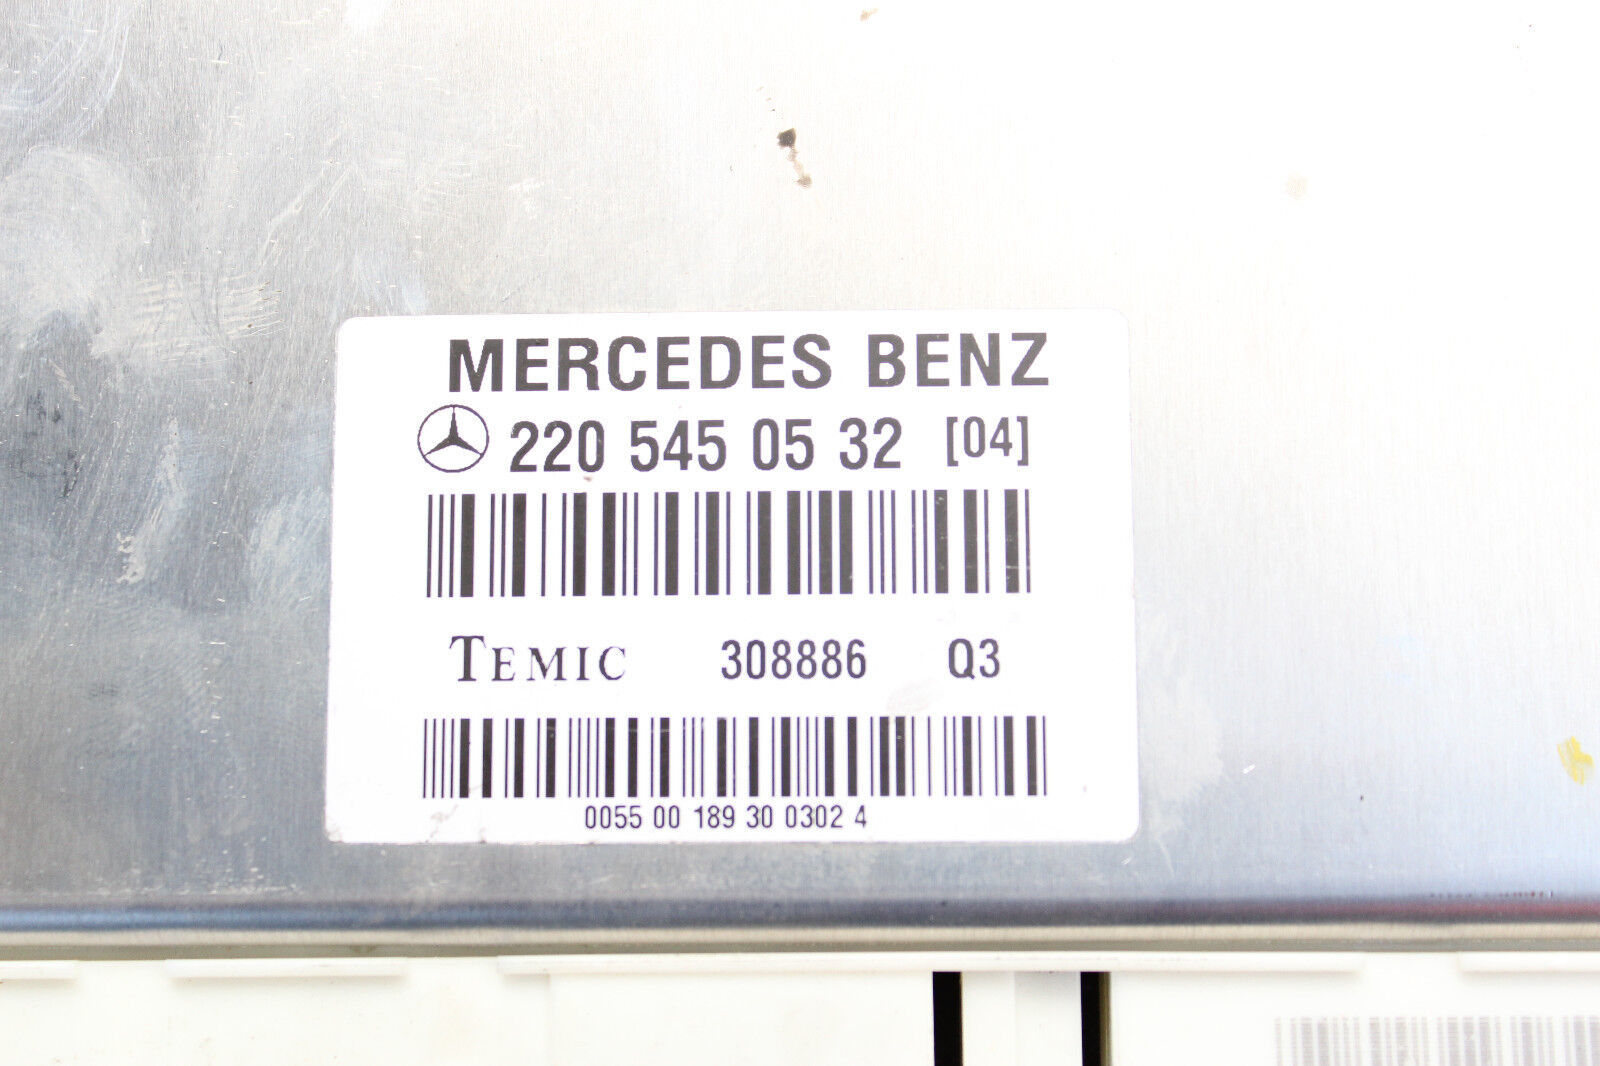 MERCEDES BENZ
220 545 05 32 [04]
TEMIC 308886 Q3
0055 00 189 30 0302 4